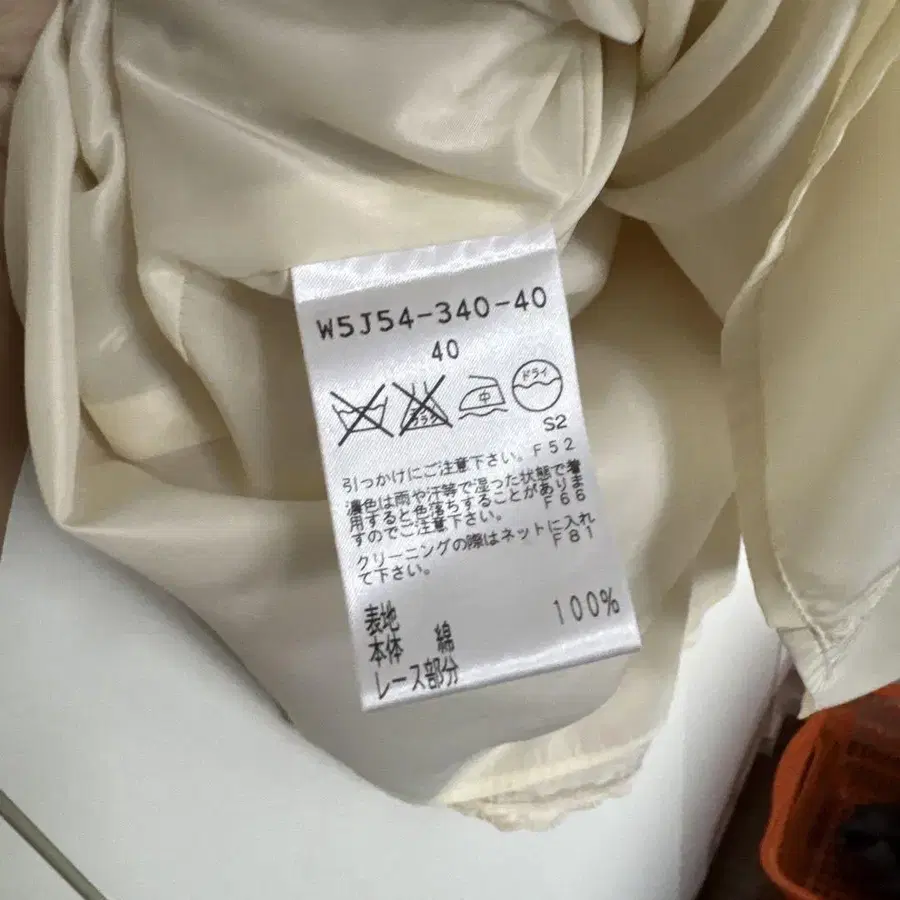 W5J54-340-40
40
中 ドライ
S2
引っかけにご注意下さい。F52
濃色は雨や汗等で湿った状態で着
用すると色落ちすることがありま
すのでご注意下さい。 F66
クリーニングの際はネットに入れ
て下さい。 F81
表地
本体 綿 100%
レース部分